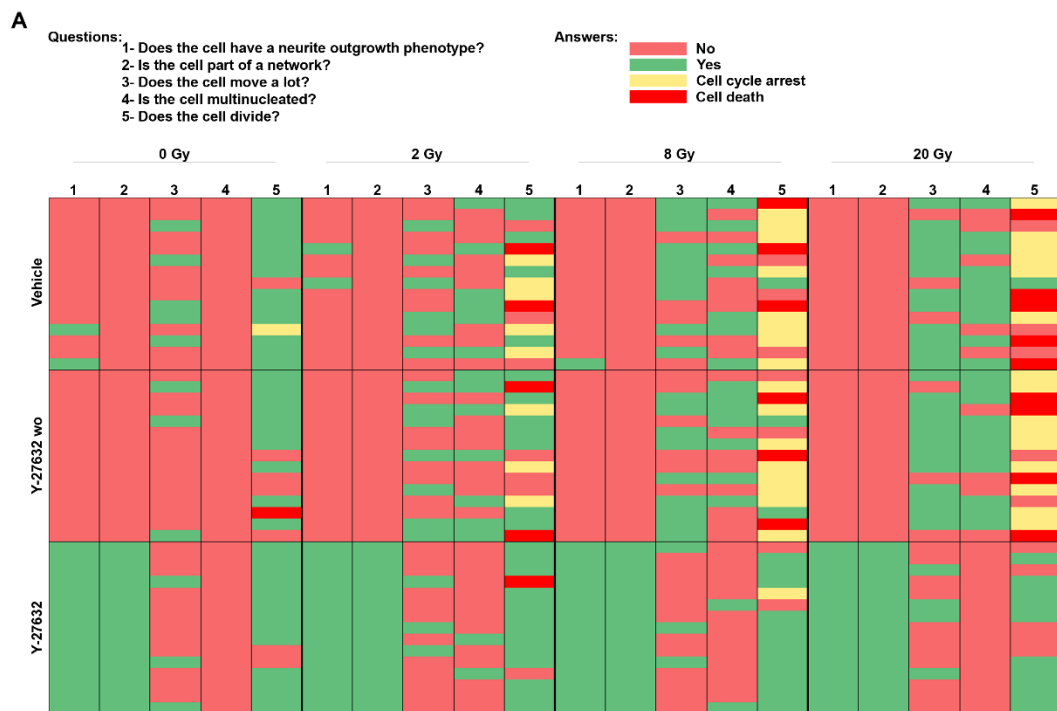 A
Questions:
1- Does the cell have a neurite outgrowth phenotype?
2- Is the cell part of a network?
3- Does the cell move a lot?
4- Is the cell multinucleated?
5- Does the cell divide?
Answers:
No
Yes
Cell cycle arrest
Cell death
0 Gy 2 Gy 8 Gy 20 Gy
1 2 3 4 5 1 2 3 4 5 1 2 3 4 5 1 2 3 4 5
Vehicle
Y-27632 wo
Y-27632